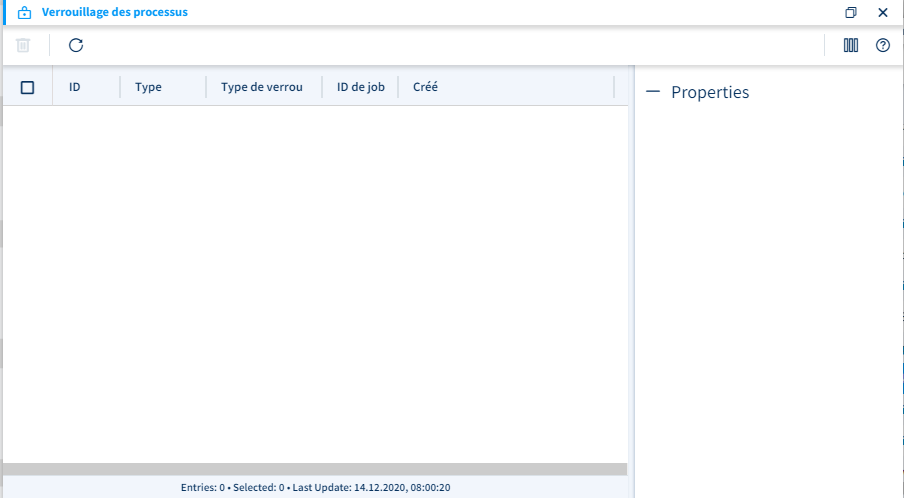 Verrouillage des processus
ID Type Type de verrou ID de job Créé
Properties
Entries: 0 • Selected: 0 • Last Update: 14.12.2020, 08:00:20